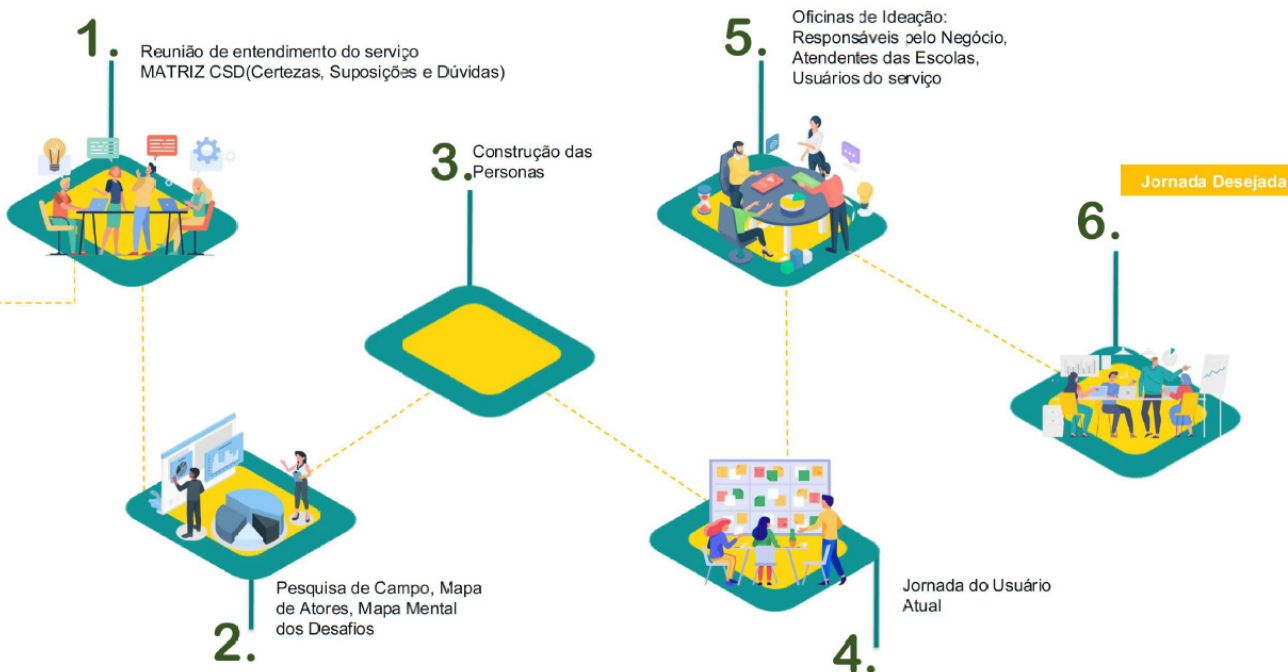 1.
Reunião de entendimento do serviço
MATRIZ CSD(Certezas, Suposições e Dúvidas)
2.
Pesquisa de Campo, Mapa
de Atores, Mapa Mental
dos Desafios
3.
Construção das
Personas
4.
Jornada do Usuário
Atual
5.
Oficinas de Ideação:
Responsáveis pelo Negócio,
Atendentes das Escolas,
Usuários do serviço
6.
Jornada Desejada